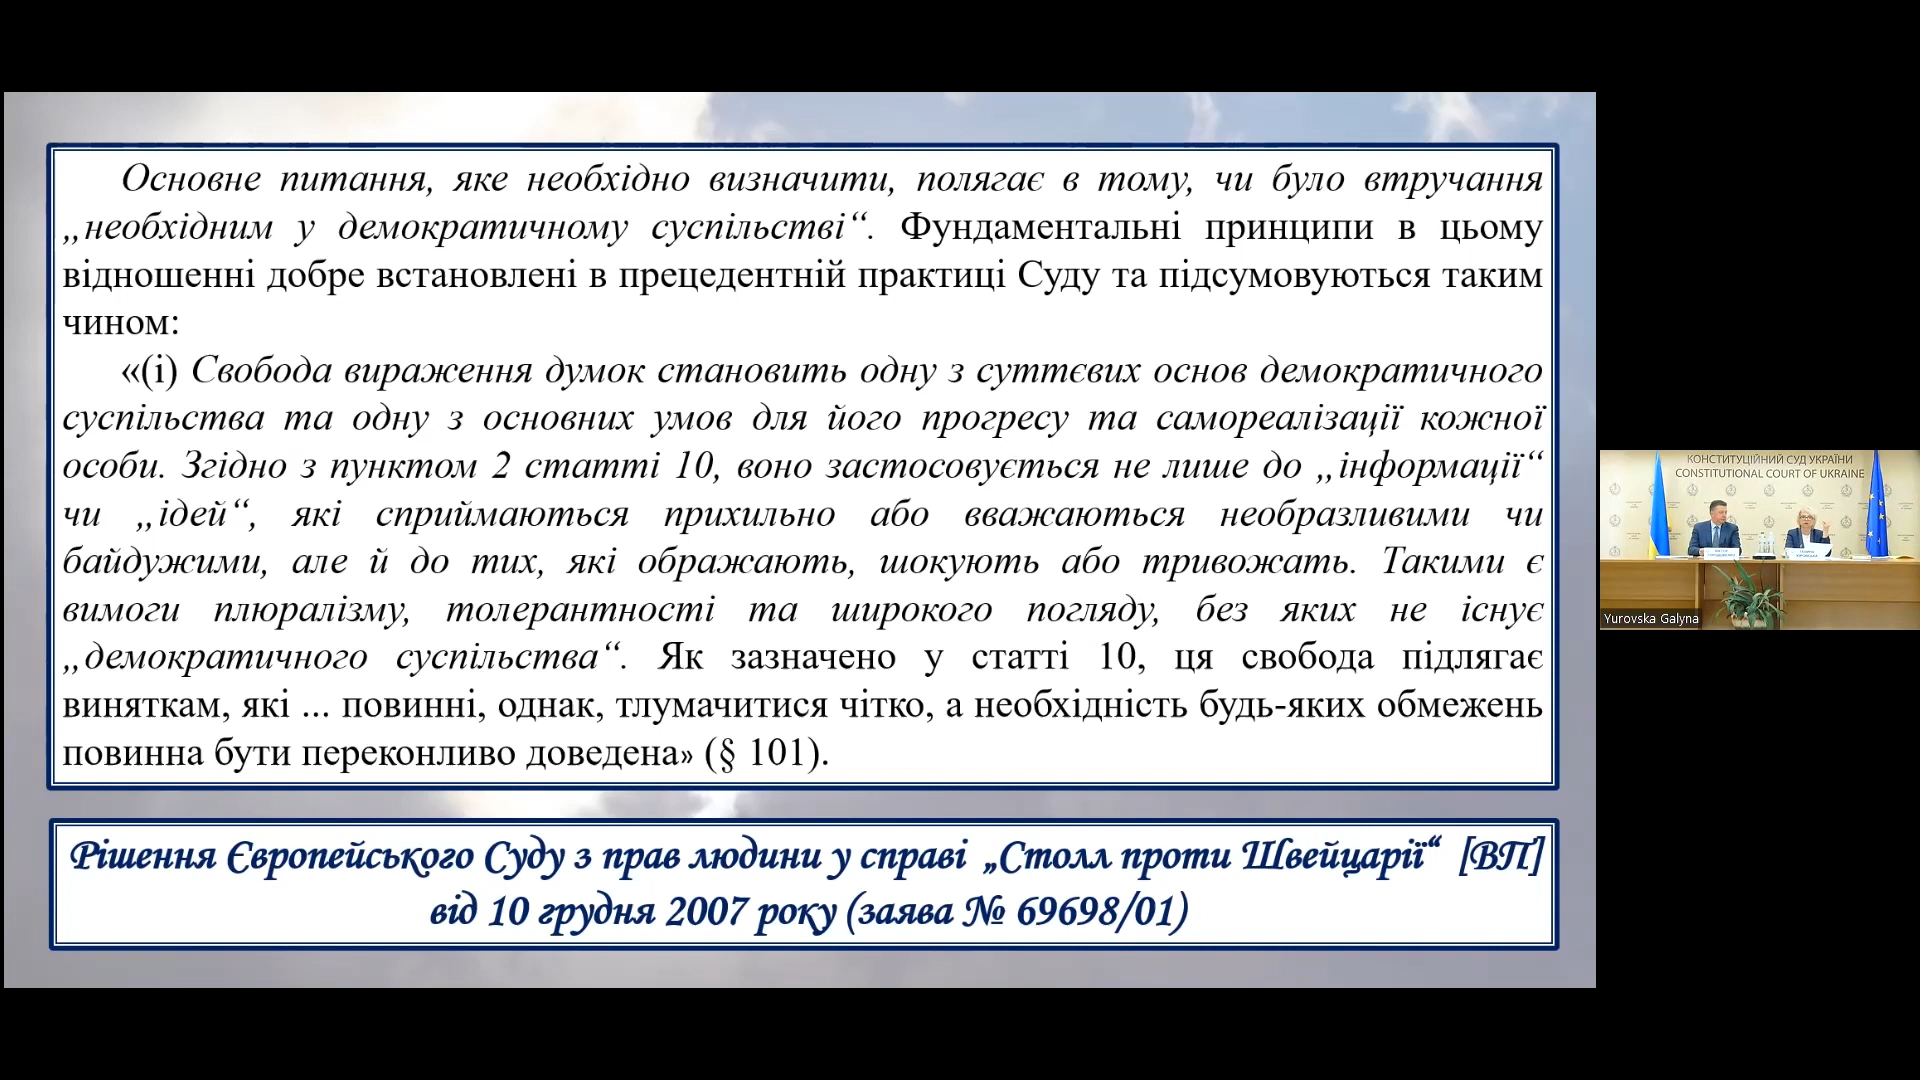 Основне питання, яке необхідно визначити, полягає в тому, чи було втручання
„необхідним у демократичному суспільстві“. Фундаментальні принципи в цьому
відношенні добре встановлені в прецедентній практиці Суду та підсумовуються таким
чином:
«(і) Свобода вираження думок становить одну з суттєвих основ демократичного
суспільства та одну з основних умов для його прогресу та самореалізації кожної
особи. Згідно з пунктом 2 статті 10, воно застосовується не лише до „інформації“
чи „ідей“, які сприймаються прихильно або вважаються необразливими чи
байдужими, але й до тих, які ображають, шокують або тривожать. Такими є
вимоги плюралізму, толерантності та широкого погляду, без яких не існує
„демократичного суспільства“. Як зазначено у статті 10, ця свобода підлягає
виняткам, які ... повинні, однак, тлумачитися чітко, а необхідність будь-яких обмежень
повинна бути переконливо доведена» (§ 101).
Рішення Європейського Суду з прав людини у справі „Столл проти Швейцарії“ [ВП]
від 10 грудня 2007 року (заява № 69698/01)
КОНСТИТУЦІЙНИЙ СУД УКРАЇНИ
CONSTITUTIONAL COURT OF UKRAINE
Yurovska Galyna